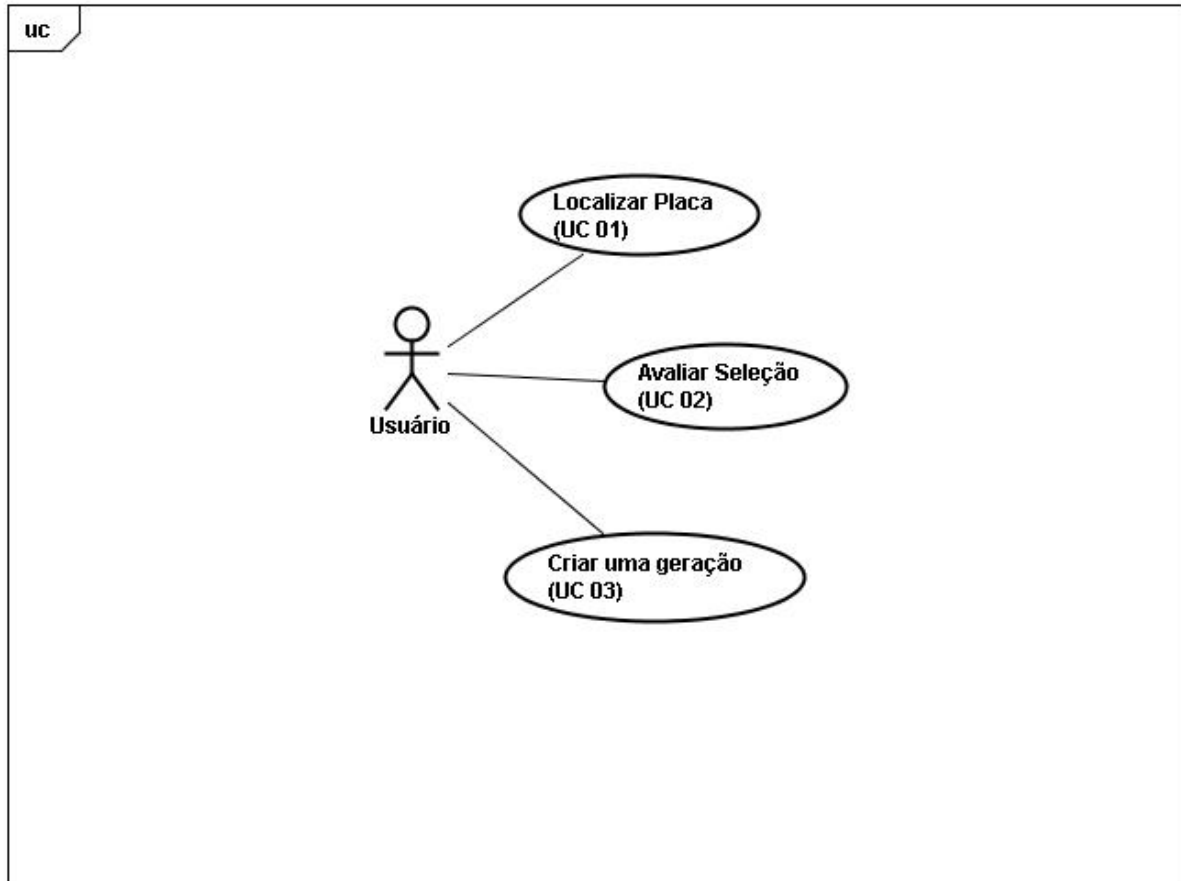 uc
Localizar Placa
(UC 01)
Avaliar Seleção
(UC 02)
Usuário
Criar uma geração
(UC 03)